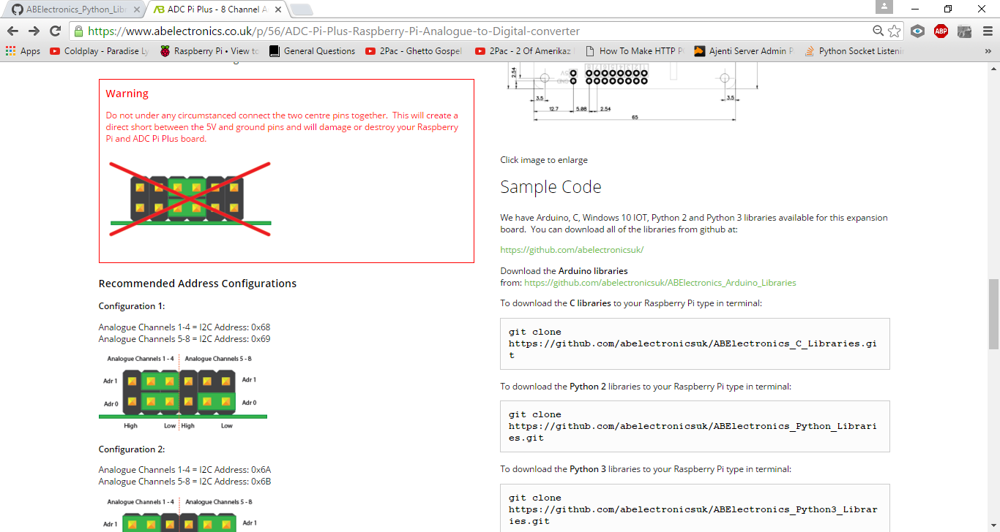 ABElectronics_Python_Lib
ADC Pi Plus - 8 Channel A
https://www.abelectronics.co.uk/p/56/ADC-Pi-Plus-Raspberry-Pi-Analogue-to-Digital-converter
ABP
Apps
Coldplay - Paradise Ly
Raspberry Pi • View to
General Questions
2Pac - Ghetto Gospel
2Pac - 2 Of Amerikaz
How To Make HTTP P
Ajenti Server Admin P
Python Socket Listeni
»
Warning
Do not under any circumstanced connect the two centre pins together.  This will create a
direct short between the 5V and ground pins and will damage or destroy your Raspberry
Pi and ADC Pi Plus board.
Recommended Address Configurations
Configuration 1:
Analogue Channels 1-4 = I2C Address: 0x68
Analogue Channels 5-8 = I2C Address: 0x69
Analogue Channels 1 - 4 Analogue Channels 5 - 8
Adr 1 Adr 1
Adr 0 Adr 0
High Low High Low
Configuration 2:
Analogue Channels 1-4 = I2C Address: 0x6A
Analogue Channels 5-8 = I2C Address: 0x6B
Analogue Channels 1 - 4 Analogue Channels 5 - 8
Adr 1 Adr 1
2.54
5V
GND
3.5 3.5
12.7 5.08 2.54
65
Click image to enlarge
Sample Code
We have Arduino, C, Windows 10 IOT, Python 2 and Python 3 libraries available for this expansion
board.  You can download all of the libraries from github at:
https://github.com/abelectronicsuk/
Download the Arduino libraries
from: https://github.com/abelectronicsuk/ABElectronics_Arduino_Libraries
To download the C libraries to your Raspberry Pi type in terminal:
git clone
https://github.com/abelectronicsuk/ABElectronics_C_Libraries.gi
t
To download the Python 2 libraries to your Raspberry Pi type in terminal:
git clone
https://github.com/abelectronicsuk/ABElectronics_Python_Librari
es.git
To download the Python 3 libraries to your Raspberry Pi type in terminal:
git clone
https://github.com/abelectronicsuk/ABElectronics_Python3_Librar
ies.git